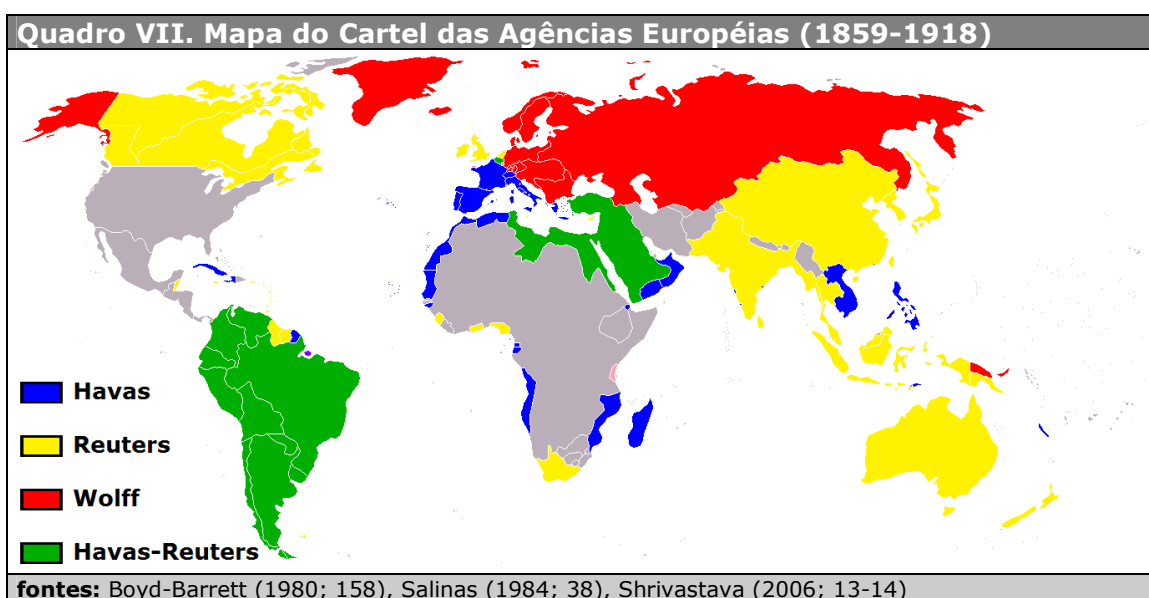 Quadro VII. Mapa do Cartel das Agências Européias (1859-1918)
Havas
Reuters
Wolff
Havas-Reuters
fontes: Boyd-Barrett (1980; 158), Salinas (1984; 38), Shrivastava (2006; 13-14)